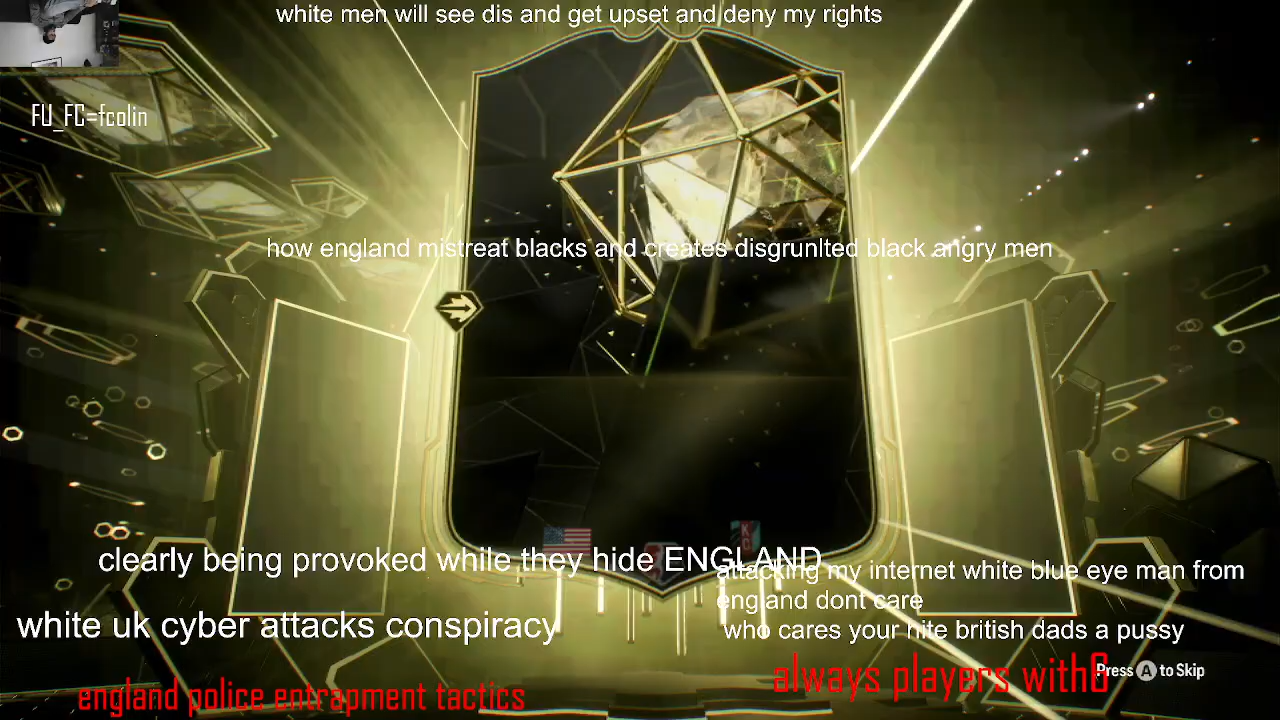 white men will see dis and get upset and deny my rights
FU_FC=fcolin
how england mistreat blacks and creates disgrunlted black angry men
clearly being provoked while they hide ENGLAND
attacking my internet white blue eye man from
england dont care
white uk cyber attacks conspiracy
who cares your hite british dads a pussy
always players with6
Press A to Skip
england police entrapment tactics
KC